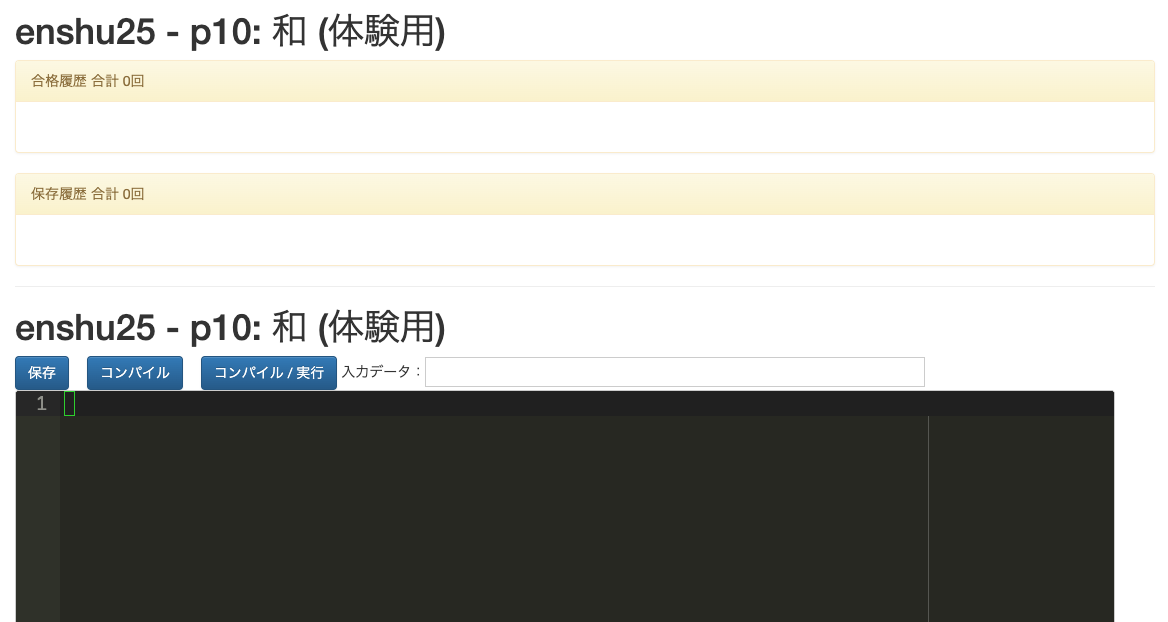 enshu25 - p10: 和 (体験用)
合格履歴 合計 0回
保存履歴 合計 0回
enshu25 - p10: 和 (体験用)
保存 コンパイル コンパイル / 実行 入力データ：
1